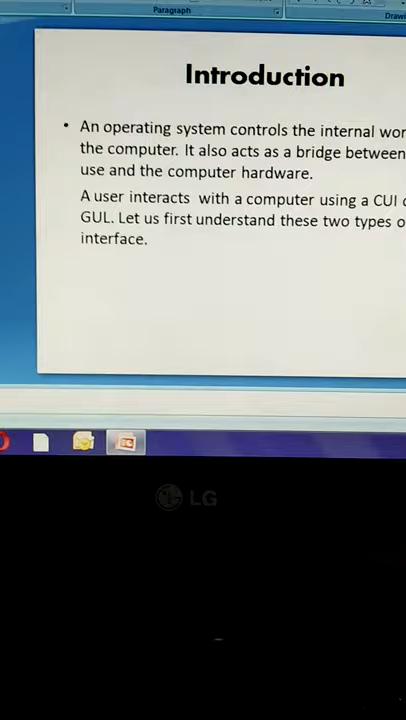 Paragraph
Introduction
• An operating system controls the internal
the computer. It also acts as a bridge between
use and the computer hardware.
A user interacts with a computer using a CUI
GUL. Let us first understand these two types
interface.
LG